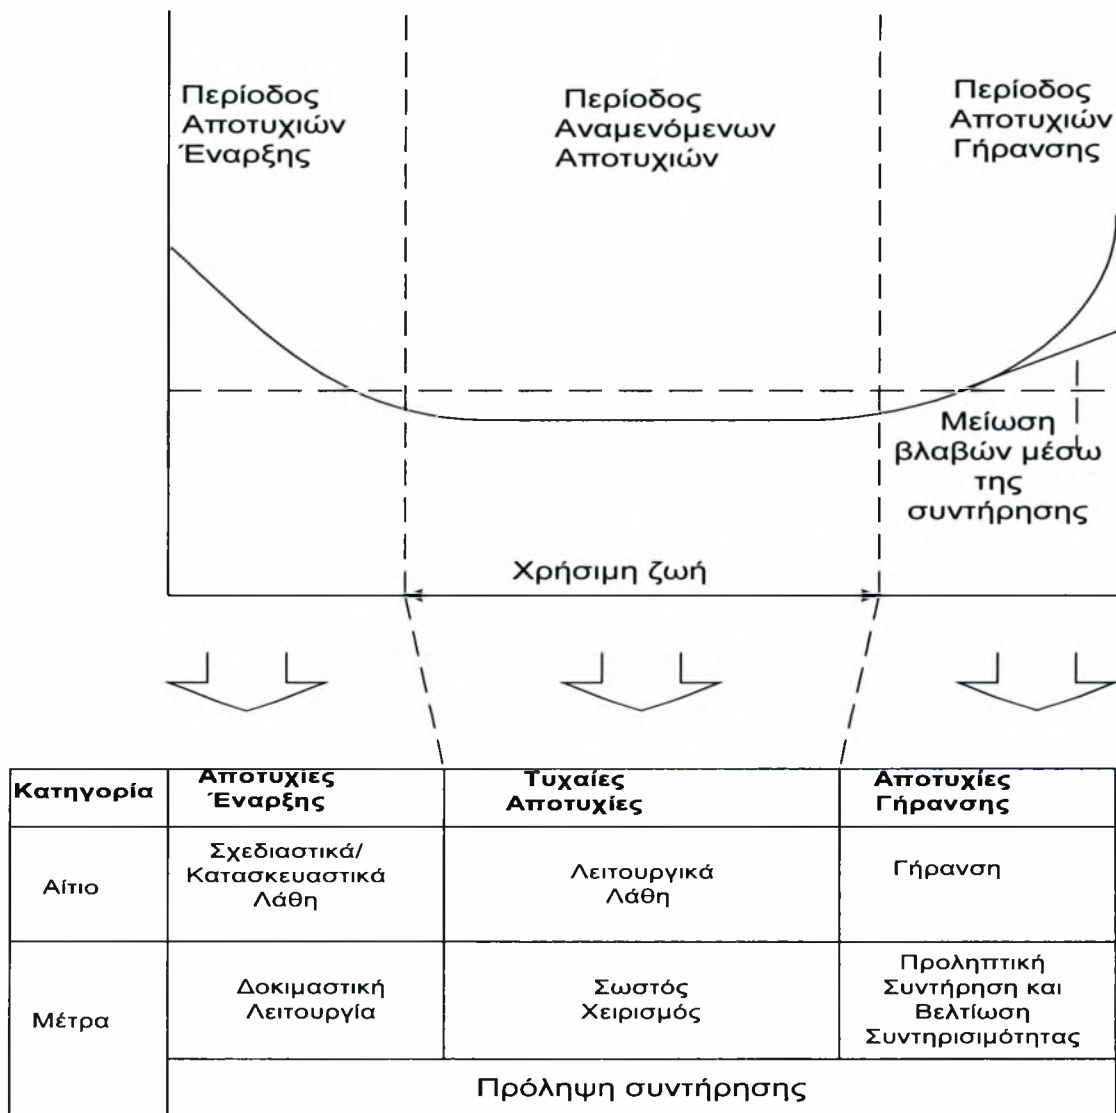 Περίοδος
Αποτυχιών
Έναρξης
Περίοδος
Αναμενόμενων
Αποτυχιών
Περίοδος
Αποτυχιών
Γήρανσης
Μείωση
βλαβών μέσω
της
συντήρησης
Χρήσιμη ζωή
Κατηγορία
Αποτυχίες
Έναρξης
Τυχαίες
Αποτυχίες
Αποτυχίες
Γήρανσης
Αίτιο
Σχεδιαστικά/
Κατασκευαστικά
Λάθη
Λειτουργικά
Λάθη
Γήρανση
Μέτρα
Δοκιμαστική
Λειτουργία
Σωστός
Χειρισμός
Προληπτική
Συντήρηση και
Βελτίωση
Συντηρισιμότητας
Πρόληψη συντήρησης